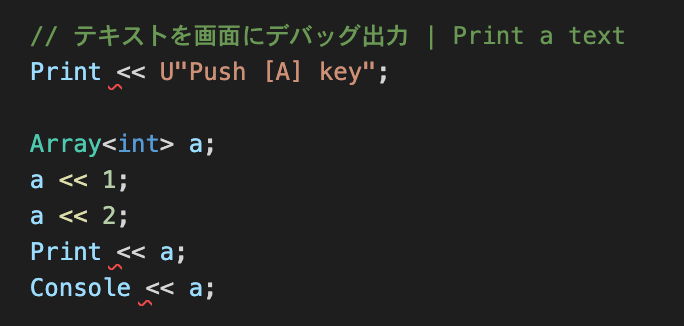 // テキストを画面にデバッグ出力 | Print a text
Print << U"Push [A] key";
Array<int> a;
a << 1;
a << 2;
Print << a;
Console << a;